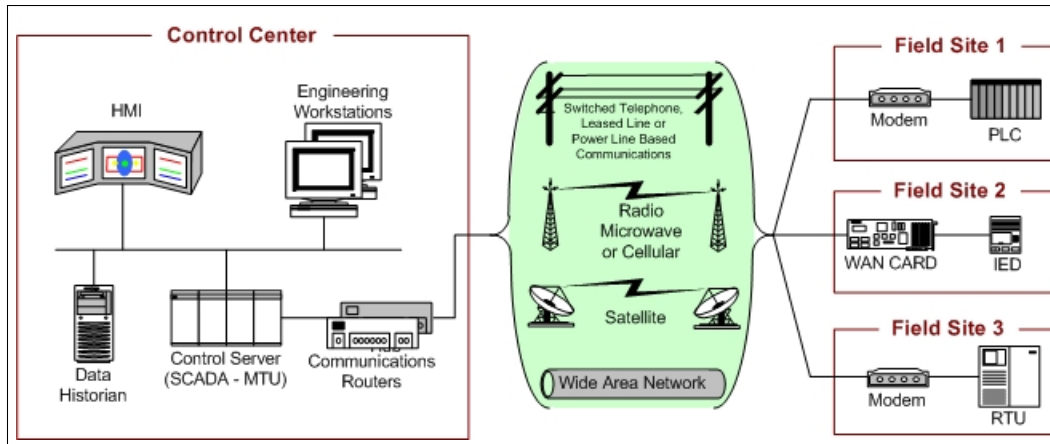 Control Center
HMI
Engineering
Workstations
Data
Historian
Control Server
(SCADA - MTU)
Communications
Routers
Switched Telephone,
Leased Line or
Power Line Based
Communications
Radio
Microwave
or Cellular
Satellite
Wide Area Network
Field Site 1
Modem
PLC
Field Site 2
WAN CARD
IED
Field Site 3
Modem
RTU